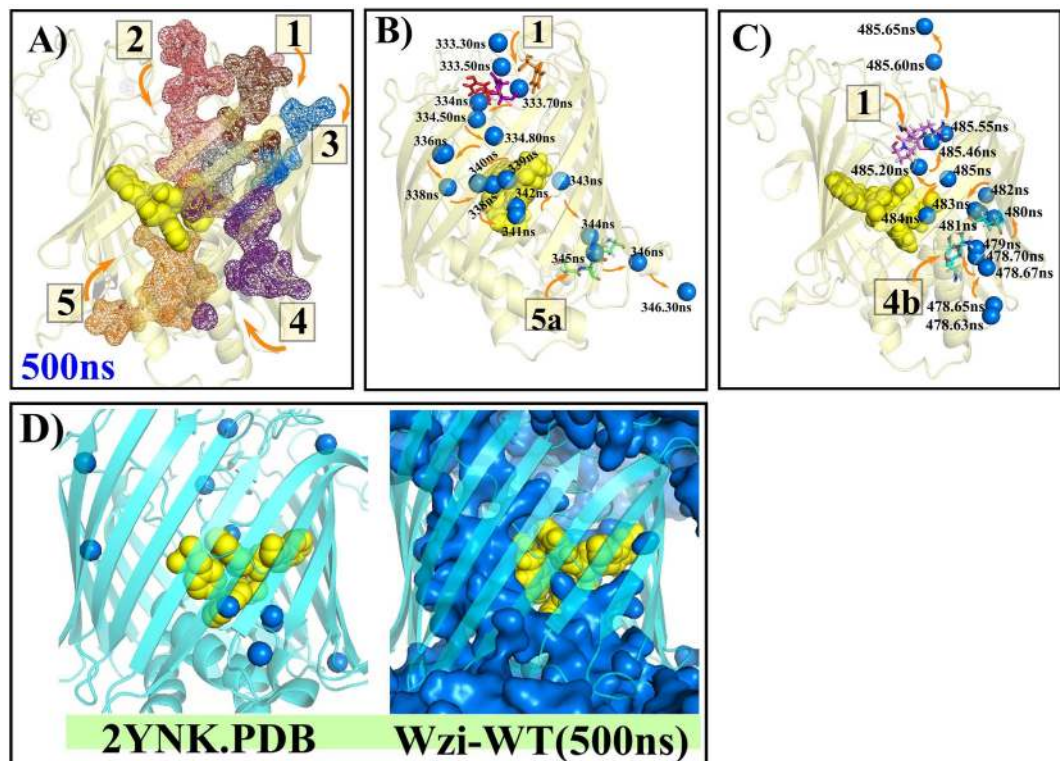 A)
2
1
3
5
4
500ns
B)
333.30ns
1
333.50ns
334ns
333.70ns
334.50ns
336ns
334.80ns
340ns
339ns
338ns
338ns
342ns
343ns
341ns
344ns
345ns
346ns
5a
346.30ns
C)
485.65ns
485.60ns
1
485.55ns
485.46ns
485.20ns
485ns
482ns
483ns
480ns
484ns
481ns
479ns
478.70ns
478.67ns
4b
478.65ns
478.63ns
D)
2YNK.PDB
Wzi-WT(500ns)